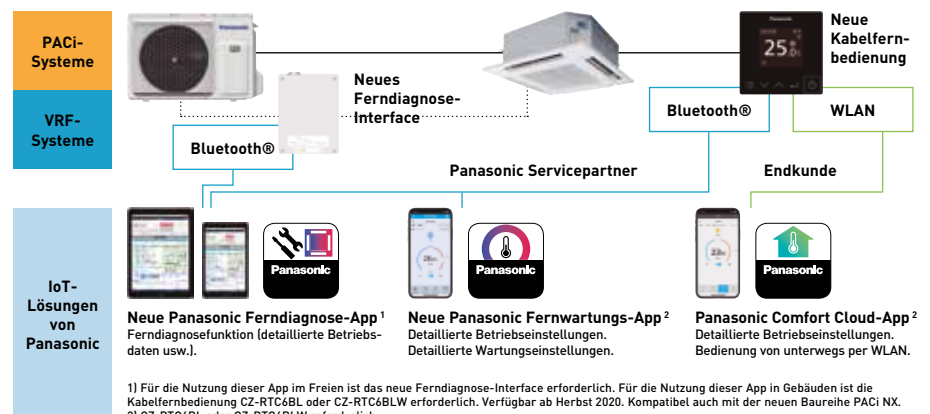 PACi-
Systeme
VRF-
Systeme
Panasonic
Neues
Ferndiagnose-
Interface
Panasonic
25
Neue
Kabelfern-
bedienung
Bluetooth®
Bluetooth®
WLAN
Panasonic Servicepartner
Endkunde
IoT-
Lösungen
von
Panasonic
Panasonic
Panasonic
Panasonic
Neue Panasonic Ferndiagnose-App 1
Ferndiagnosefunktion (detaillierte Betriebs-
daten usw.).
Neue Panasonic Fernwartungs-App 2
Detaillierte Betriebseinstellungen.
Detaillierte Wartungseinstellungen.
Panasonic Comfort Cloud-App 2
Detaillierte Betriebseinstellungen.
Bedienung von unterwegs per WLAN.
1) Für die Nutzung dieser App im Freien ist das neue Ferndiagnose-Interface erforderlich. Für die Nutzung dieser App in Gebäuden ist die
Kabelfernbedienung CZ-RTC6BL oder CZ-RTC6BLW erforderlich. Verfügbar ab Herbst 2020. Kompatibel auch mit der neuen Baureihe PACi NX.